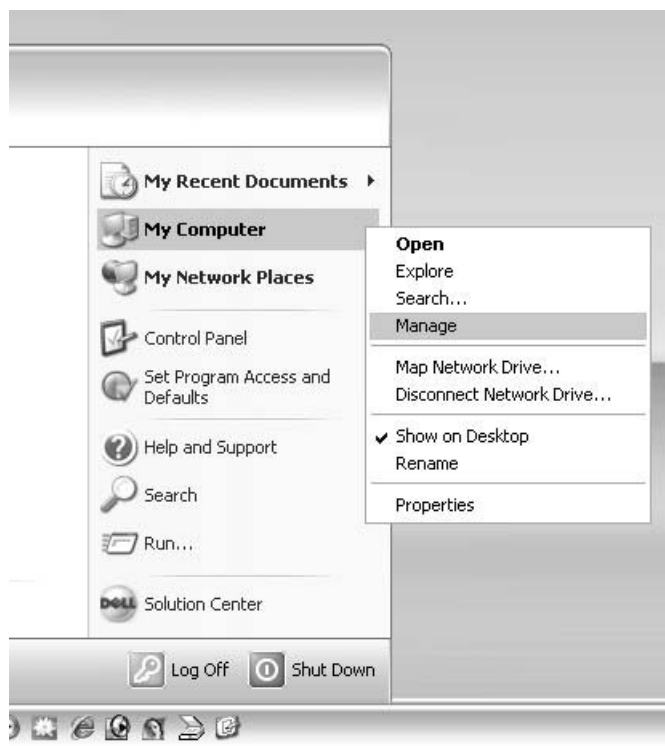 My Recent Documents
My Computer
My Network Places
Control Panel
Set Program Access and
Defaults
Help and Support
Search
Run...
DELL Solution Center
Log Off Shut Down
Open
Explore
Search...
Manage
Map Network Drive...
Disconnect Network Drive...
Show on Desktop
Rename
Properties